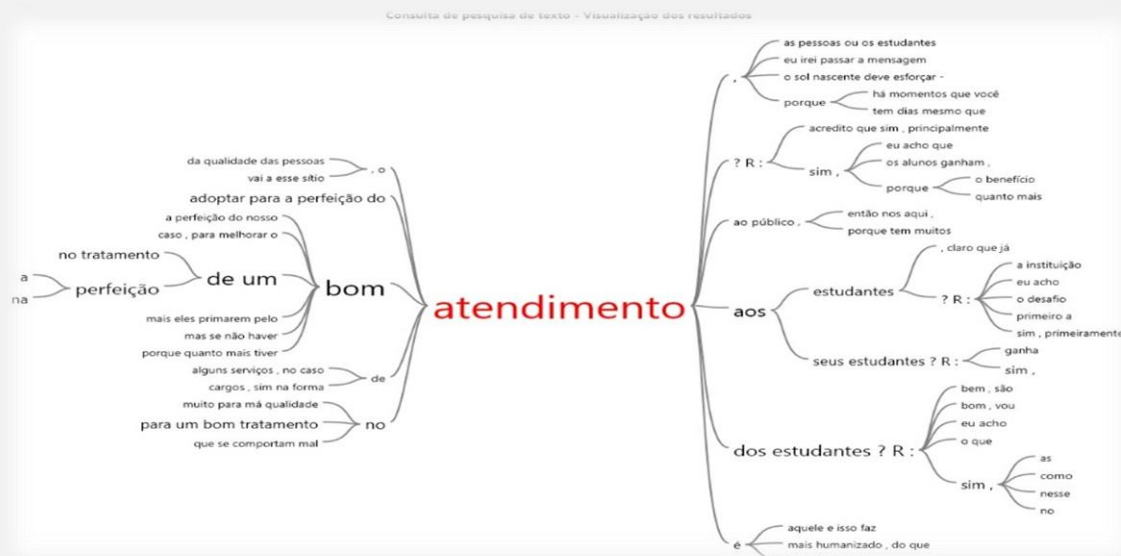 Consulta de pesquisa de texto - Visualização dos resultados
da qualidade das pessoas
vai a esse sítio
, o
adoptar para a perfeição do
a perfeição do nosso
caso , para melhorar o
no tratamento
a
na
perfeição
de um
mais eles primarem pelo
mas se não haver
porque quanto mais tiver
bom
alguns serviços , no caso
cargos , sim na forma
de
muito para má qualidade
para um bom tratamento
que se comportam mal
no
atendimento
,
as pessoas ou os estudantes
eu irei passar a mensagem
o sol nascente deve esforçar -
porque
há momentos que você
tem dias mesmo que
? R :
acredito que sim , principalmente
sim ,
eu acho que
os alunos ganham ,
porque
o benefício
quanto mais
ao público ,
então nos aqui ,
porque tem muitos
aos
estudantes
, claro que já
? R :
a instituição
eu acho
o desafio
primeiro a
sim , primeiramente
seus estudantes ? R :
ganha
sim ,
dos estudantes ? R :
bem , são
bom , vou
eu acho
o que
sim ,
as
como
nesse
no
é
aquele e isso faz
mais humanizado , do que